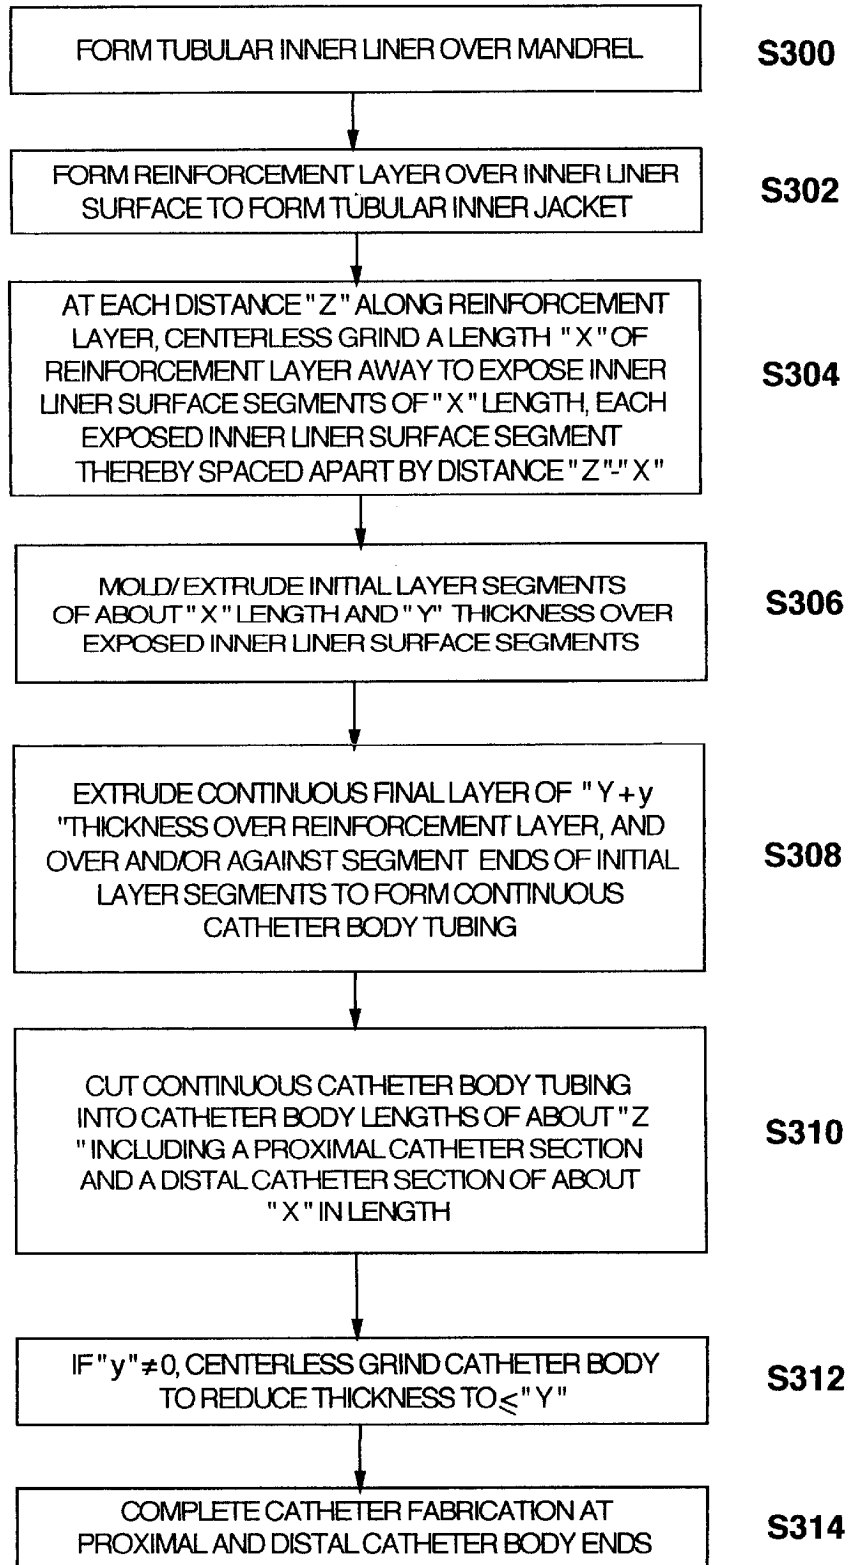 FORM TUBULAR INNER LINER OVER MANDREL
S300
FORM REINFORCEMENT LAYER OVER INNER LINER
SURFACE TO FORM TUBULAR INNER JACKET
S302
AT EACH DISTANCE "Z" ALONG REINFORCEMENT
LAYER, CENTERLESS GRIND A LENGTH "X" OF
REINFORCEMENT LAYER AWAY TO EXPOSE INNER
LINER SURFACE SEGMENTS OF "X" LENGTH, EACH
EXPOSED INNER LINER SURFACE SEGMENT
THEREBY SPACED APART BY DISTANCE "Z"-"X"
S304
MOLD/ EXTRUDE INITIAL LAYER SEGMENTS
OF ABOUT "X" LENGTH AND "Y" THICKNESS OVER
EXPOSED INNER LINER SURFACE SEGMENTS
S306
EXTRUDE CONTINUOUS FINAL LAYER OF "Y+y
"THICKNESS OVER REINFORCEMENT LAYER, AND
OVER AND/OR AGAINST SEGMENT ENDS OF INITIAL
LAYER SEGMENTS TO FORM CONTINUOUS
CATHETER BODY TUBING
S308
CUT CONTINUOUS CATHETER BODY TUBING
INTO CATHETER BODY LENGTHS OF ABOUT "Z
"INCLUDING A PROXIMAL CATHETER SECTION
AND A DISTAL CATHETER SECTION OF ABOUT
"X" IN LENGTH
S310
IF "y" ≠ 0, CENTERLESS GRIND CATHETER BODY
TO REDUCE THICKNESS TO ≤ "Y"
S312
COMPLETE CATHETER FABRICATION AT
PROXIMAL AND DISTAL CATHETER BODY ENDS
S314